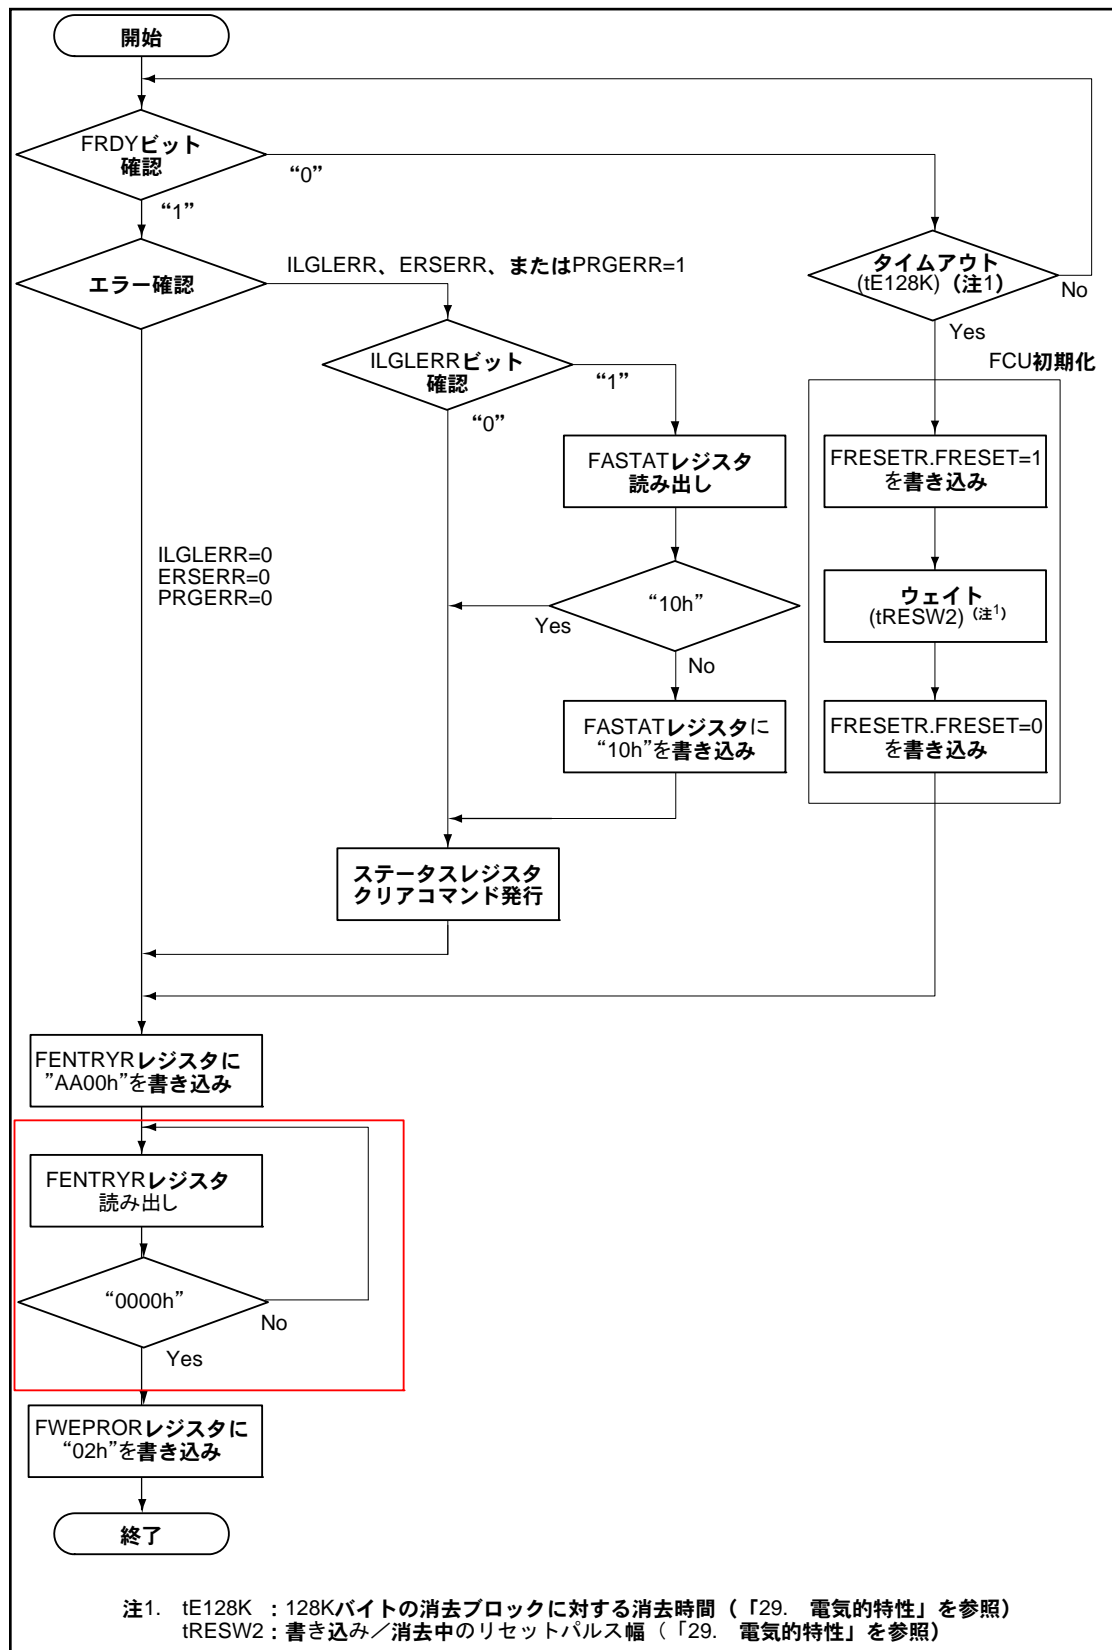 開始
FRDYビット
確認
“0”
“1”
エラー確認
ILGLERR、ERSERR、またはPRGERR=1
タイムアウト
(tE128K)（注1）
No
Yes
FCU初期化
ILGLERRビット
確認
“1”
“0”
FASTATレジスタ
読み出し
FRESETR.FRESET=1
を書き込み
ILGLERR=0
ERSERR=0
PRGERR=0
“10h”
Yes
No
ウェイト
(tRESW2)（注1）
FASTATレジスタに
“10h”を書き込み
FRESETR.FRESET=0
を書き込み
ステータスレジスタ
クリアコマンド発行
FENTRYRレジスタに
”AA00h”を書き込み
FENTRYRレジスタ
読み出し
“0000h”
No
Yes
FWEPRORレジスタに
“02h”を書き込み
終了
注1. tE128K ：128Kバイトの消去ブロックに対する消去時間（「29. 電気的特性」を参照）
tRESW2：書き込み／消去中のリセットパルス幅（「29. 電気的特性」を参照）